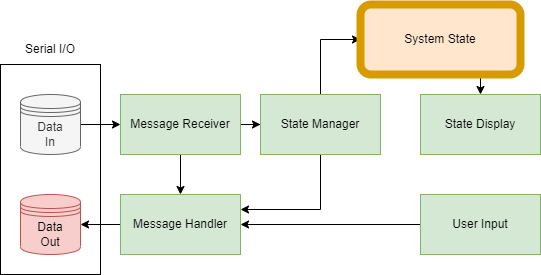 Serial I/O
System State
Data
In
Message Receiver
State Manager
State Display
Data
Out
Message Handler
User Input